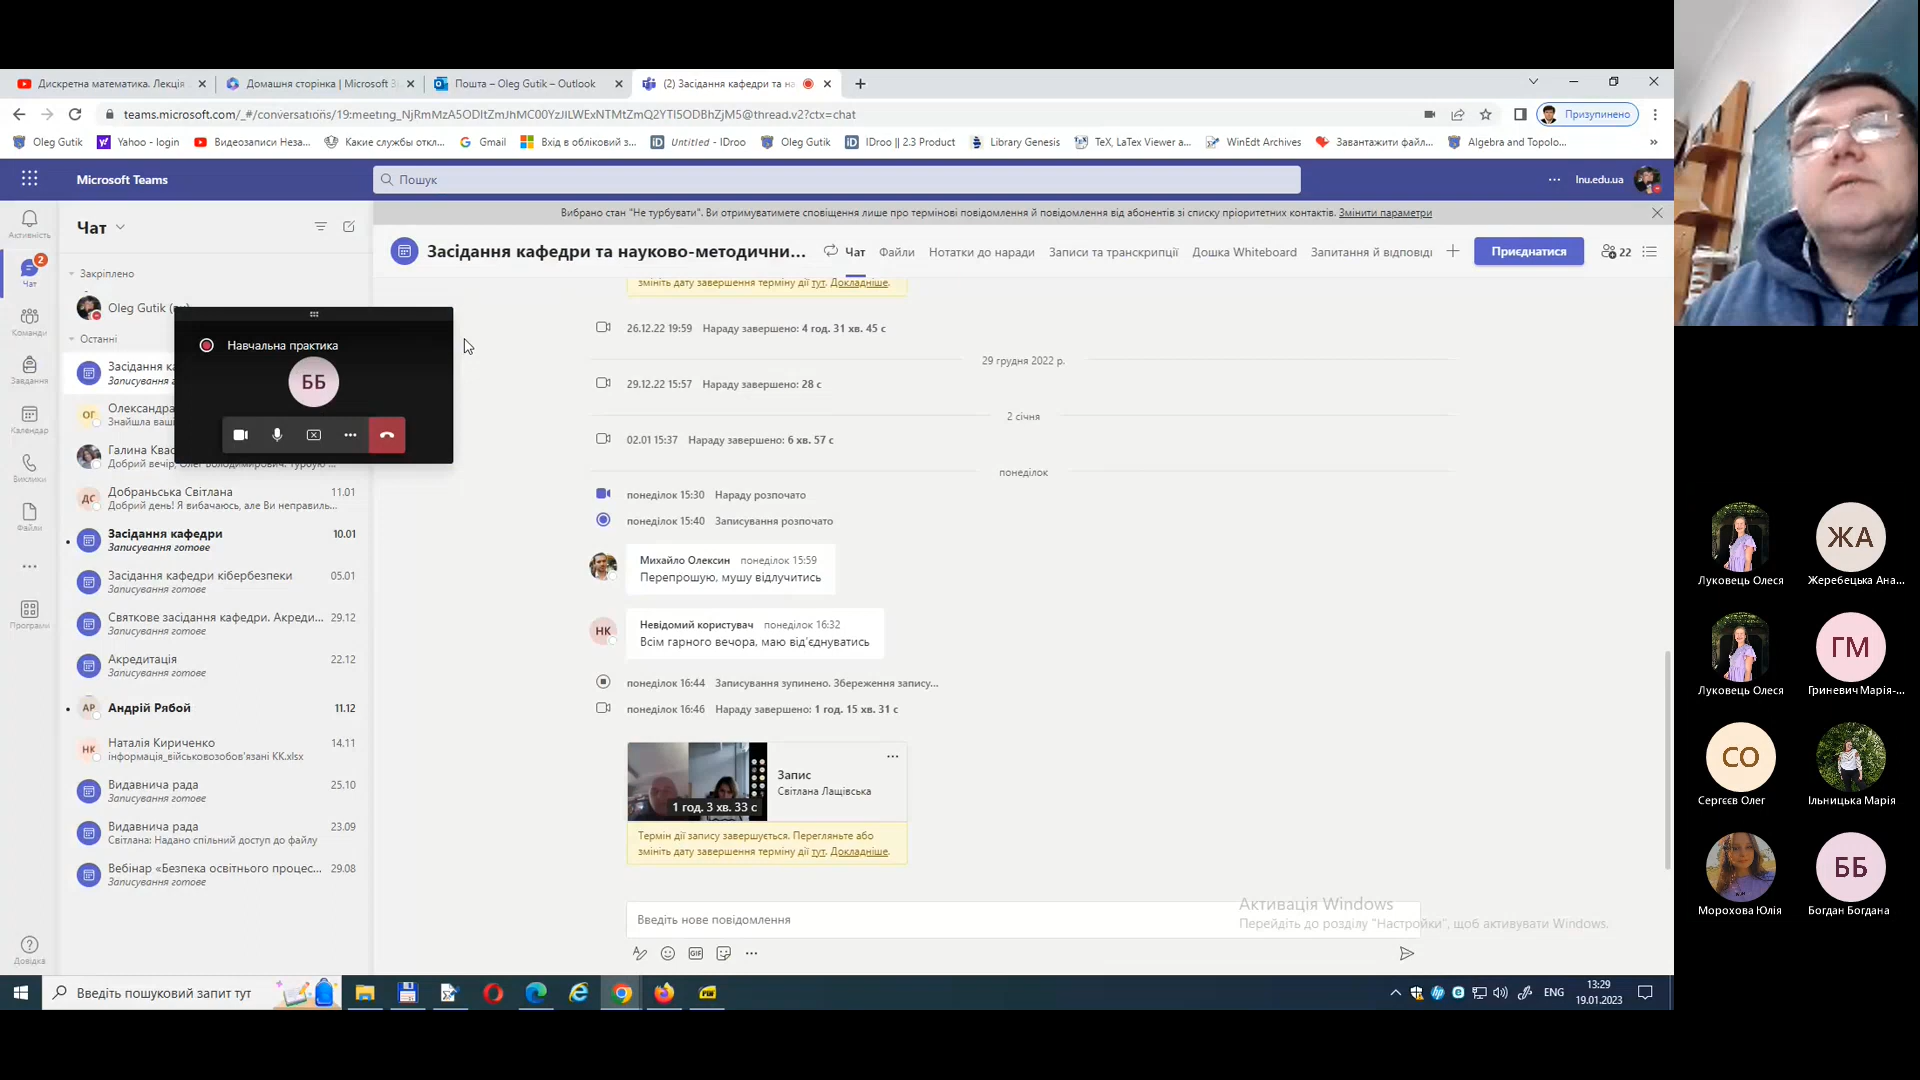 Дискретна математика. Лекція
Домашня сторінка | Microsoft 3
Пошта – Oleg Gutik – Outlook
(2) Засідання кафедри та на
teams.microsoft.com/_#/conversations/19:meeting_NjRmMzA5ODItZmJhMC00YzJiLWExNTMtZmQ2YTI5ODBhZjM5@thread.v2?ctx=chat
Призупинено
Oleg Gutik
Yahoo - login
Видеозаписи Неза...
Какие службы откл...
Gmail
Вхід в обліковий з...
Untitled - IDroo
Oleg Gutik
IDroo || 2.3 Product
Library Genesis
TeX, LaTex Viewer a...
WinEdt Archives
Завантажити файл...
Algebra and Topolo...
Microsoft Teams
Пошук
lnu.edu.ua
Вибрано стан "Не турбувати". Ви отримуватимете сповіщення лише про термінові повідомлення й повідомлення від абонентів зі списку пріоритетних контактів. Змінити параметри
Активність
2
Чат
Команди
Завдання
Календар
Виклики
Файли
Програми
Довідка
Чат
Закріплено
Oleg Gutik
Останні
Засідання
Записування
ОГ
Олександра
Знайшла ваш
Галина
Добрий вечір,
ДС
Добраньська Світлана 11.01
Добрий день! Я вибачаюсь, але Ви неправиль...
Засідання кафедри 10.01
Записування готове
Засідання кафедри кібербезпеки 05.01
Записування готове
Святкове засідання кафедри. Акреди... 29.12
Записування готове
Акредитація 22.12
Записування готове
АР
Андрій Рябой 11.12
НК
Наталія Кириченко 14.11
інформація_військовозобов'язані КК.xlsx
Видавнича рада 25.10
Записування готове
Видавнича рада 23.09
Світлана: Надано спільний доступ до файлу
Вебінар «Безпека освітнього процес... 29.08
Записування готове
Навчальна практика
ББ
Засідання кафедри та науково-методични...
Чат
Файли
Нотатки до наради
Записи та транскрипції
Дошка Whiteboard
Запитання й відповіді
Приєднатися
22
змініть дату завершення терміну дії тут. Докладніше.
26.12.22 19:59 Нараду завершено: 4 год. 31 хв. 45 с
29 грудня 2022 р.
29.12.22 15:57 Нараду завершено: 28 с
2 січня
02.01 15:37 Нараду завершено: 6 хв. 57 с
понеділок
понеділок 15:30 Нараду розпочато
понеділок 15:40 Записування розпочато
Михайло Олексин понеділок 15:59
Перепрошую, мушу відлучитись
НК
Невідомий користувач понеділок 16:32
Всім гарного вечора, маю від'єднуватись
понеділок 16:44 Записування зупинено. Збереження запису...
понеділок 16:46 Нараду завершено: 1 год. 15 хв. 31 с
1 год. 3 хв. 33 с
Запис
Світлана Лащівська
Термін дії запису завершується. Перегляньте або
змініть дату завершення терміну дії тут. Докладніше.
Введіть нове повідомлення
GIF
Активація Windows
Перейдіть до розділу "Настройки", щоб активувати Windows.
Введіть пошуковий запит тут
ENG
13:29
19.01.2023
Луковець Олеся
ЖА
Жеребецька Ана...
Луковець Олеся
ГМ
Гриневич Марія-...
СО
Сергєєв Олег
Ільницька Марія
Морохова Юлія
ББ
Богдан Богдана